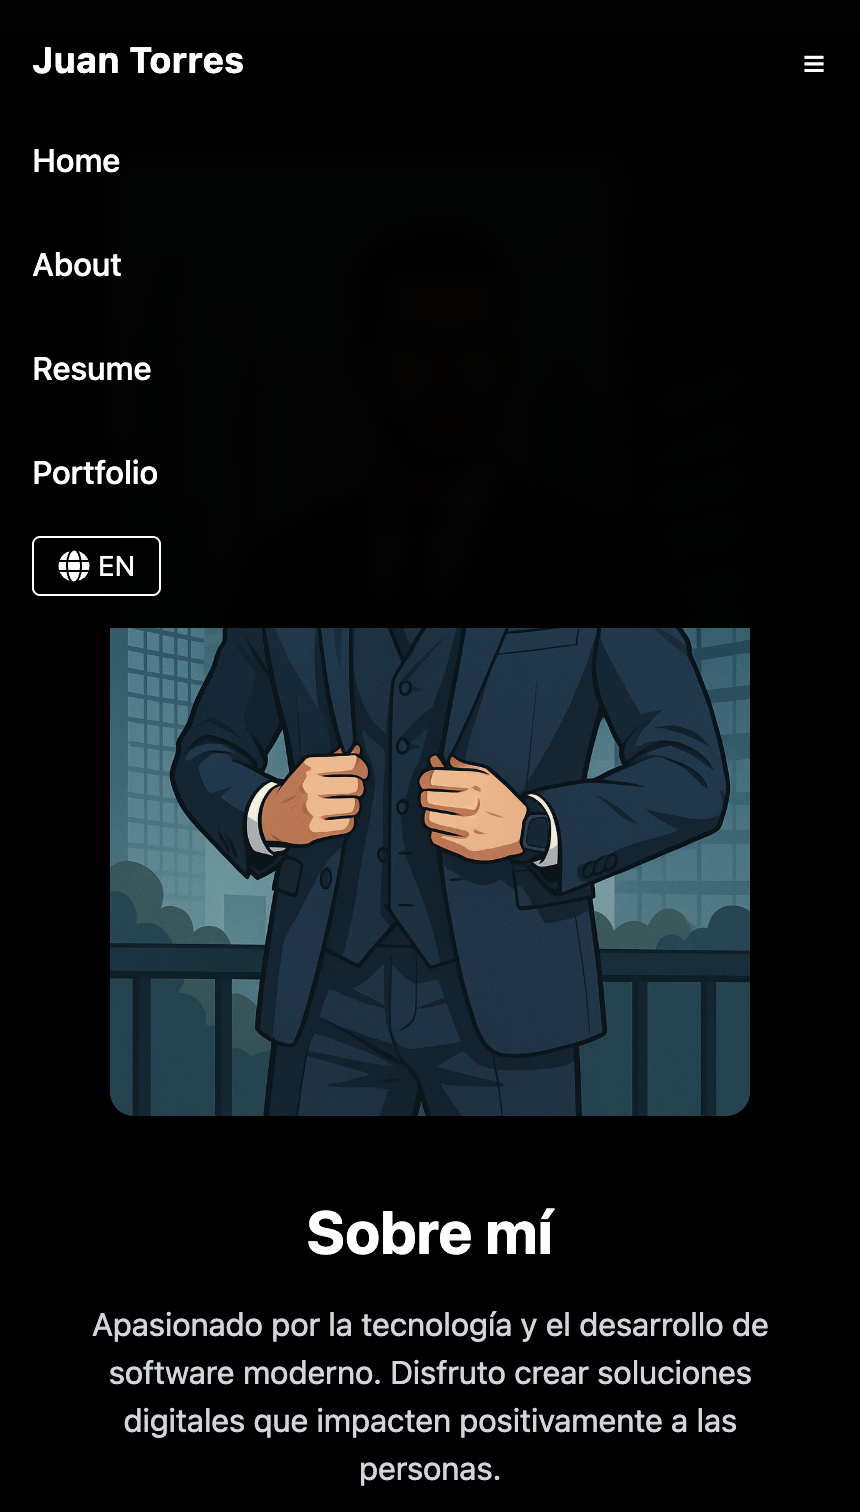 Juan Torres
Home
About
Resume
Portfolio
EN
Sobre mí
Apasionado por la tecnología y el desarrollo de
software moderno. Disfruto crear soluciones
digitales que impacten positivamente a las
personas.